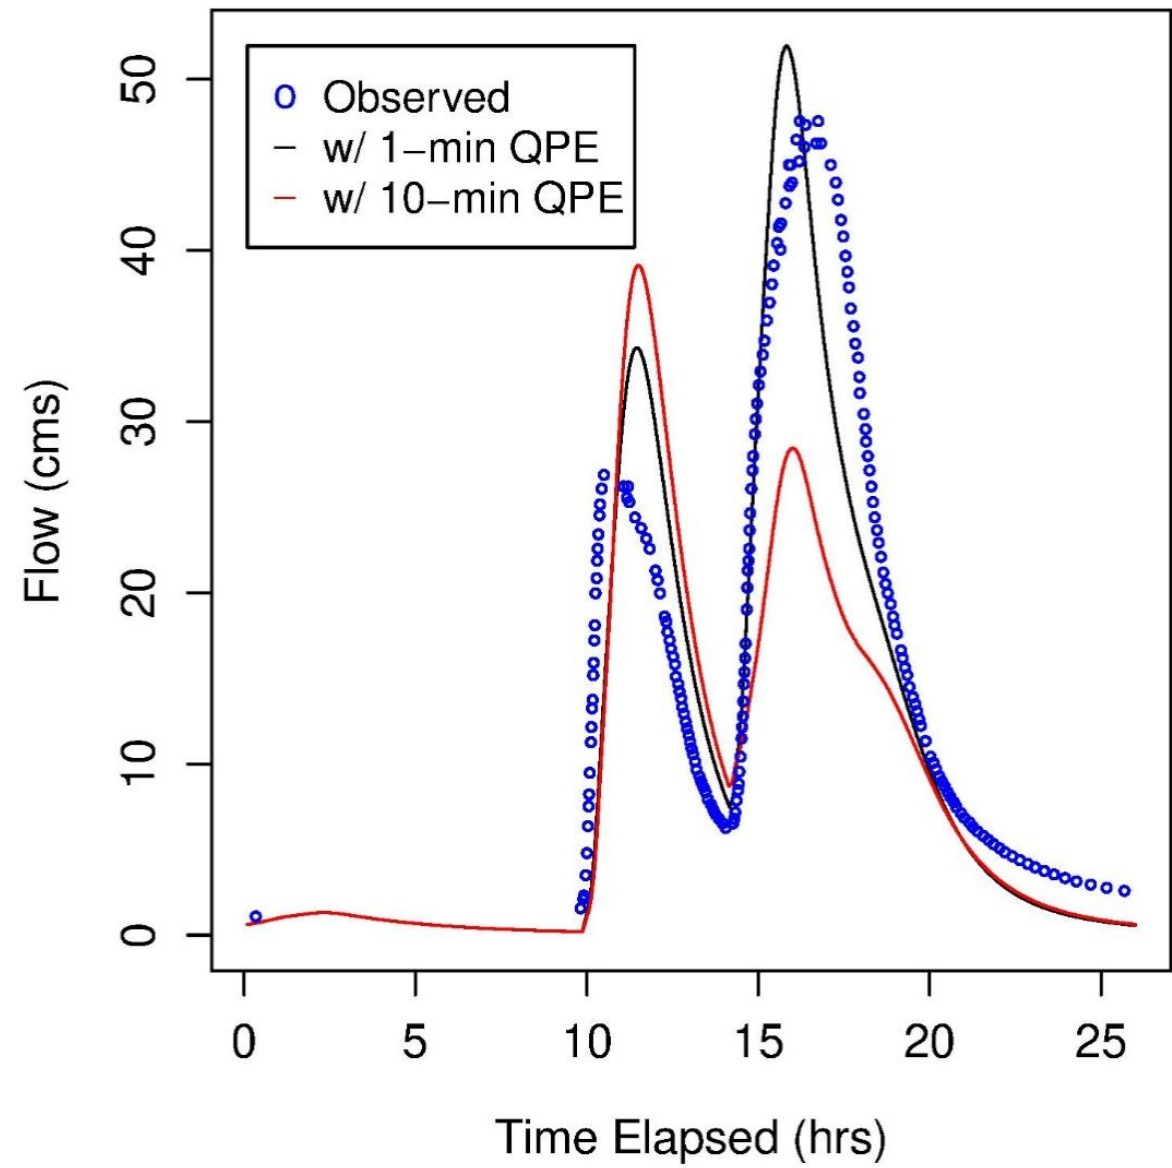 Observed
w/ 1−min QPE
w/ 10−min QPE
Flow (cms)
50
40
30
20
10
0
0 5 10 15 20 25
Time Elapsed (hrs)